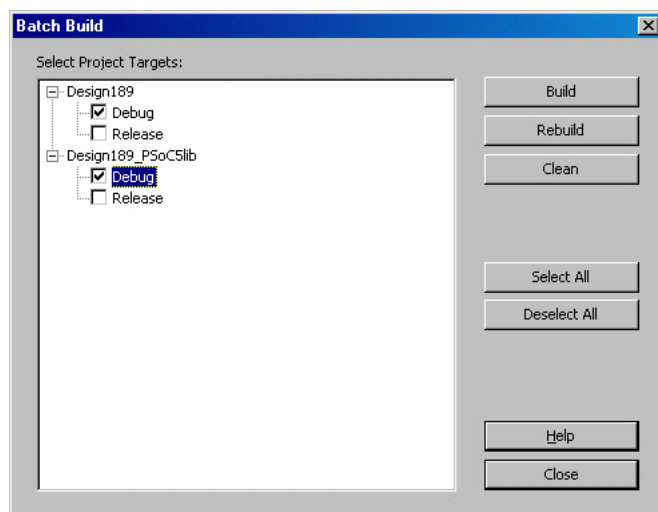 Batch Build
Select Project Targets:
Design189
Debug
Release
Design189_PSoC5lib
Debug
Release
Build
Rebuild
Clean
Select All
Deselect All
Help
Close